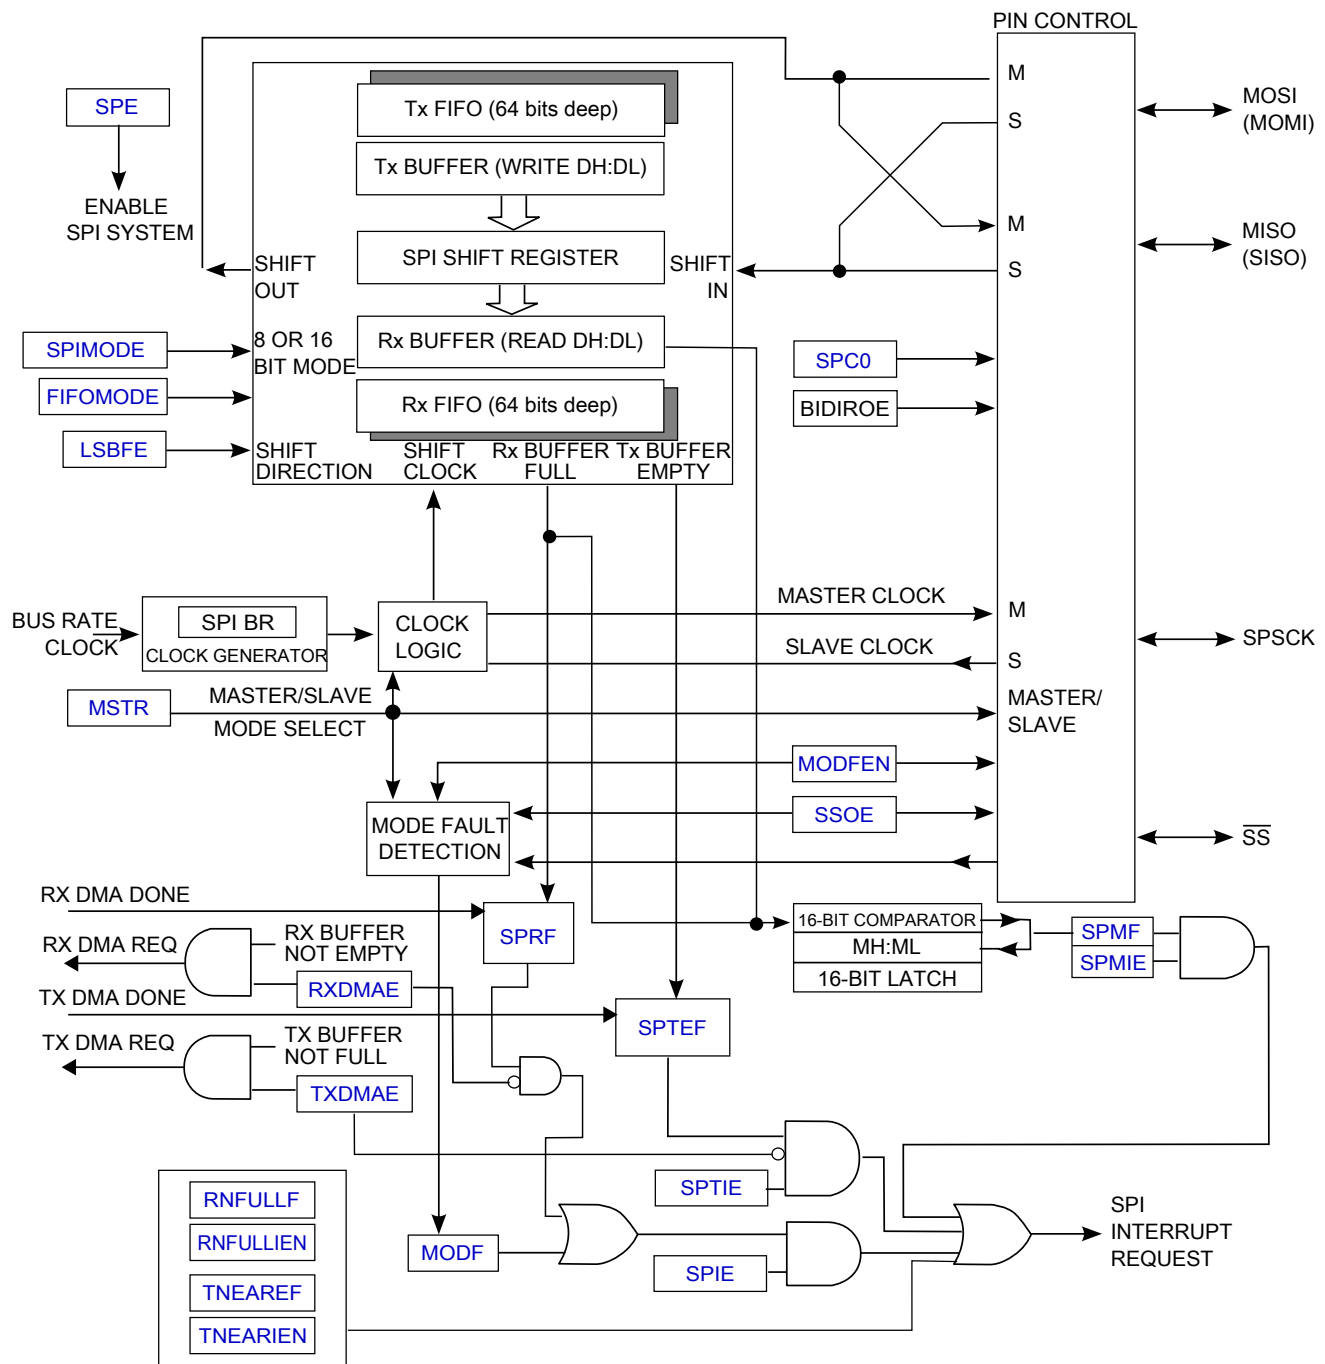 PIN CONTROL
SPE
ENABLE
SPI SYSTEM
Tx FIFO (64 bits deep)
Tx BUFFER (WRITE DH:DL)
SPI SHIFT REGISTER
Rx BUFFER (READ DH:DL)
Rx FIFO (64 bits deep)
SHIFT
OUT
SHIFT
IN
8 OR 16
BIT MODE
SPIMODE
FIFOMODE
LSBFE
SHIFT
DIRECTION
SHIFT
CLOCK
Rx BUFFER
FULL
Tx BUFFER
EMPTY
M
S
M
S
MOSI
(MOMI)
MISO
(SISO)
SPC0
BIDIROE
BUS RATE
CLOCK
SPI BR
CLOCK GENERATOR
CLOCK
LOGIC
MASTER CLOCK
SLAVE CLOCK
M
S
SPSCK
MSTR
MASTER/SLAVE
MODE SELECT
MASTER/
SLAVE
MODFEN
SSOE
MODE FAULT
DETECTION
SS
RX DMA DONE
RX DMA REQ
RX BUFFER
NOT EMPTY
RXDMAE
SPRF
16-BIT COMPARATOR
MH:ML
16-BIT LATCH
SPMF
SPMIE
TX DMA DONE
TX DMA REQ
TX BUFFER
NOT FULL
TXDMAE
SPTEF
SPTIE
RNFULLF
RNFULLIEN
TNEAREF
TNEARIEN
MODF
SPIE
SPI
INTERRUPT
REQUEST